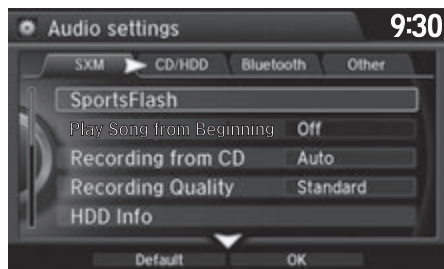 Audio settings 9:30
SXM CD/HDD Bluetooth Other
SportsFlash
Play Song from Beginning Off
Recording from CD Auto
Recording Quality Standard
HDD Info
Default OK